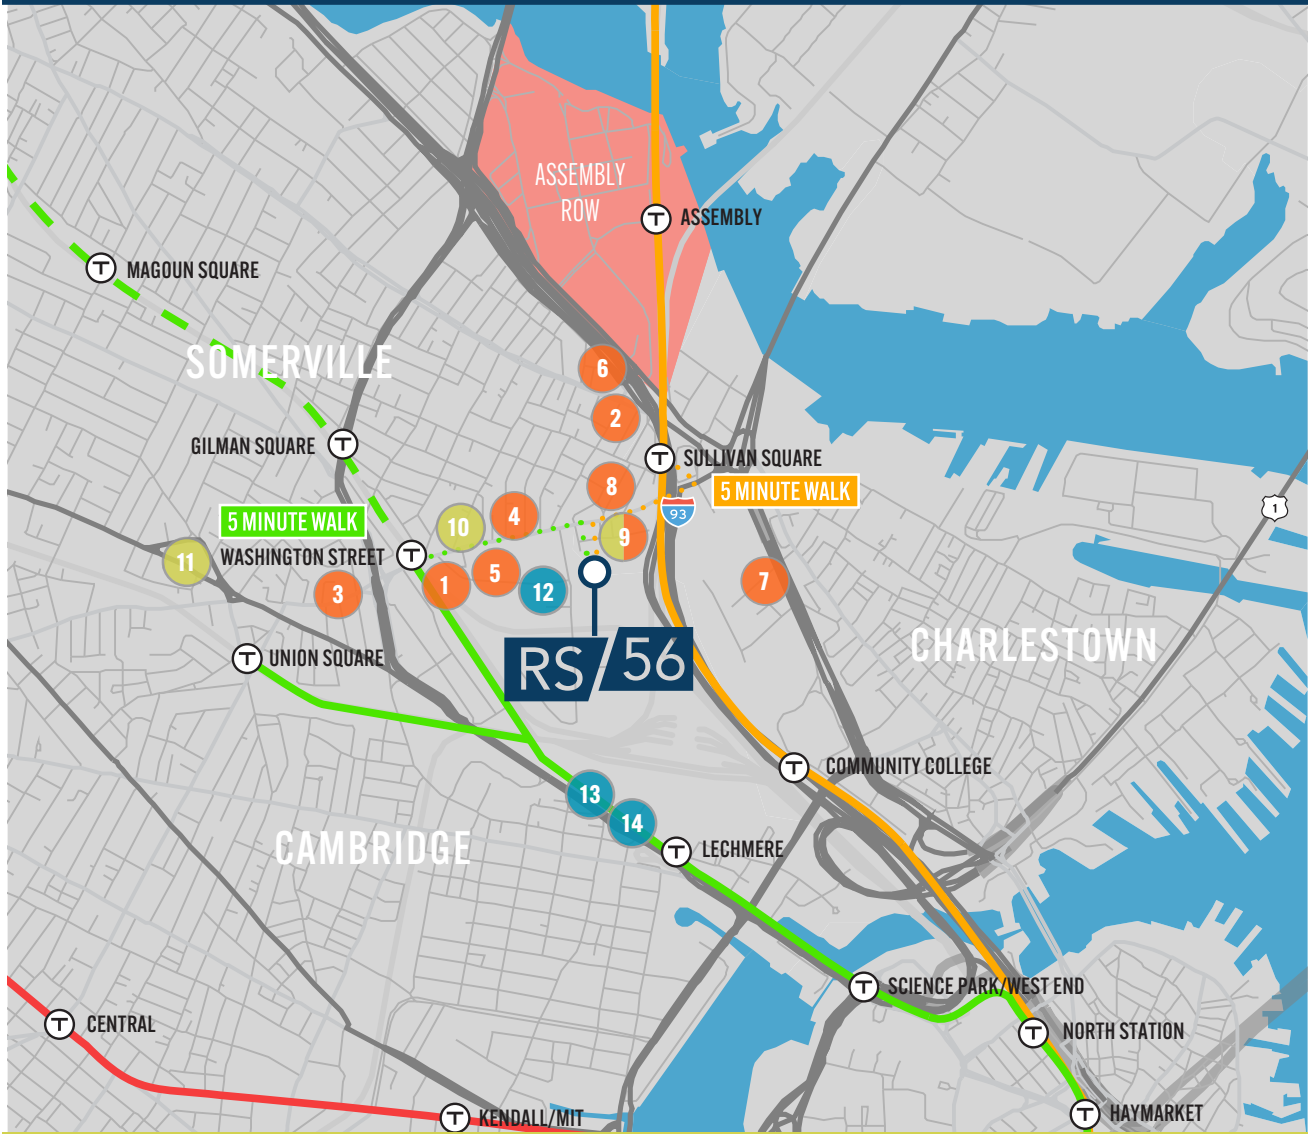 ASSEMBLY
ROW
T ASSEMBLY
T MAGOUN SQUARE
SOMERVILLE
6
2
GILMAN SQUARE T
T SULLIVAN SQUARE
8
5 MINUTE WALK
93
1
5 MINUTE WALK
10
4
9
WASHINGTON STREET T
11
3
1
5
12
7
RS/56
CHARLESTOWN
T UNION SQUARE
T COMMUNITY COLLEGE
13
14
T LECHMERE
CAMBRIDGE
T SCIENCE PARK/WEST END
T CENTRAL
T NORTH STATION
T KENDALL/MIT
T HAYMARKET